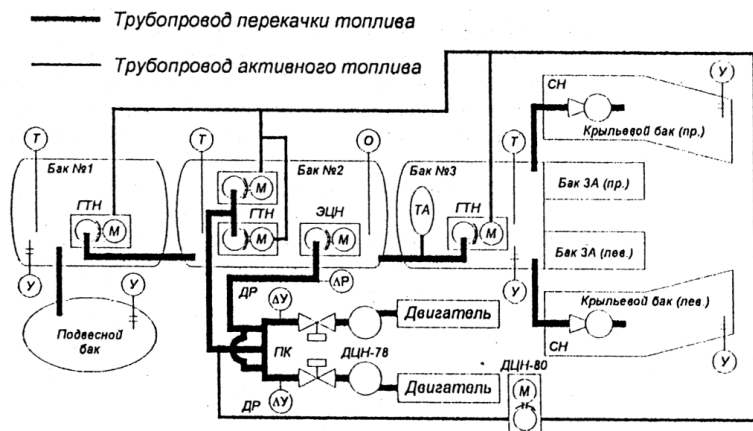 Трубопровод перекачки топлива
Трубопровод активного топлива
СН
У
Крыльевой бак (пр.)
Т
Бак №1
Т
Бак №2
О
Бак №3
Т
ГТН
М
М
ГТН
М
ЭЦН
М
ТА
ГТН
М
Бак 3А (пр.)
Бак 3А (лев.)
У
У
ДР
ΔР
У
Крыльевой бак (лев.)
Подвесной
бак
ΔУ
Двигатель
СН
У
ПК
ДЦН-78
ДЦН-80
ДР
ΔУ
Двигатель
М